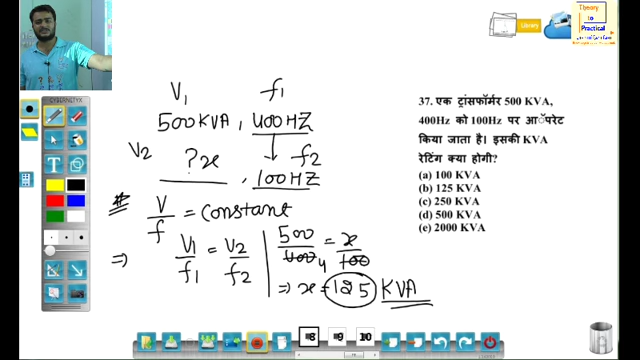 Library
Theory
to
Practical
V₁ f₁
500 KVA, 400HZ
V₂ ?x f₂
, 100HZ
V/f = constant
⇒ V₁/f₁ = V₂/f₂
500/400 = x/100
4
⇒ x = 125 KVA
37. एक ट्रांसफॉर्मर 500 KVA,
400Hz को 100Hz पर आॅपरेट
किया जाता है। इसकी KVA
रेटिंग क्या होगी?
(a) 100 KVA
(b) 125 KVA
(c) 250 KVA
(d) 500 KVA
(e) 2000 KVA
T
8 9 10